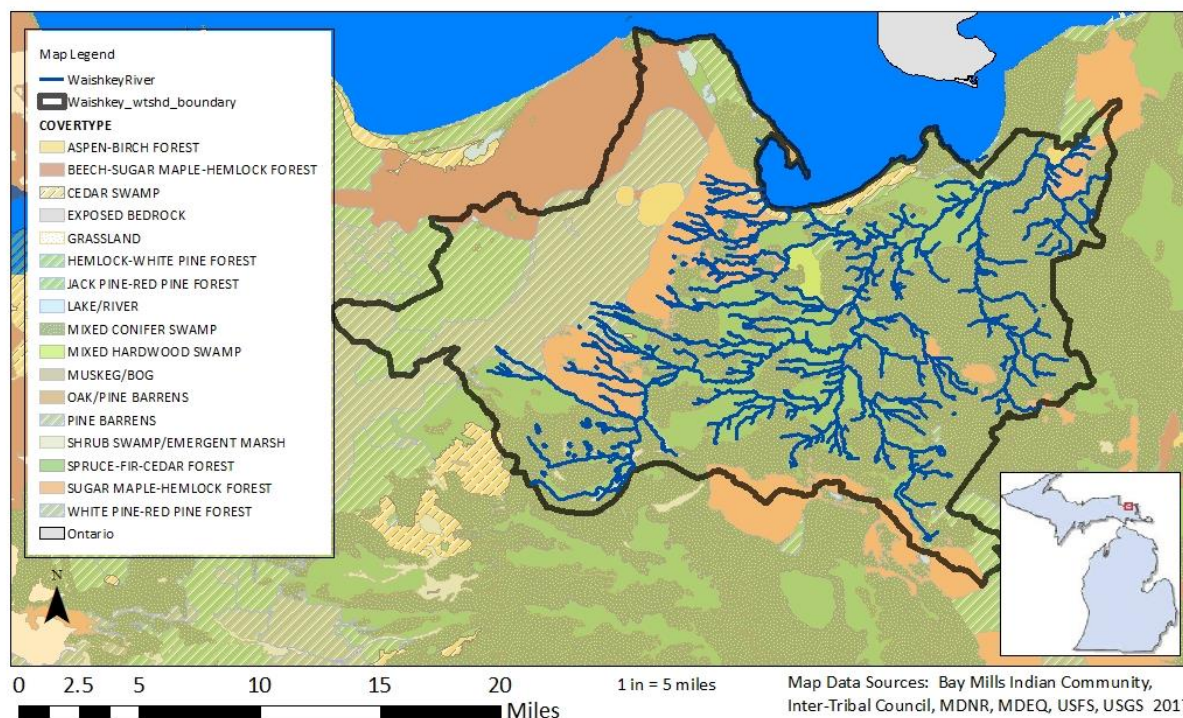 Map Legend
WaishkeyRiver
Waishkey_wtshd_boundary
COVERTYPE
ASPEN-BIRCH FOREST
BEECH-SUGAR MAPLE-HEMLOCK FOREST
CEDAR SWAMP
EXPOSED BEDROCK
GRASSLAND
HEMLOCK-WHITE PINE FOREST
JACK PINE-RED PINE FOREST
LAKE/RIVER
MIXED CONIFER SWAMP
MIXED HARDWOOD SWAMP
MUSKEG/BOG
OAK/PINE BARRENS
PINE BARRENS
SHRUB SWAMP/EMERGENT MARSH
SPRUCE-FIR-CEDAR FOREST
SUGAR MAPLE-HEMLOCK FOREST
WHITE PINE-RED PINE FOREST
Ontario
N
0 2.5 5 10 15 20
Miles
1 in = 5 miles
Map Data Sources: Bay Mills Indian Community,
Inter-Tribal Council, MDNR, MDEQ, USFS, USGS 2017